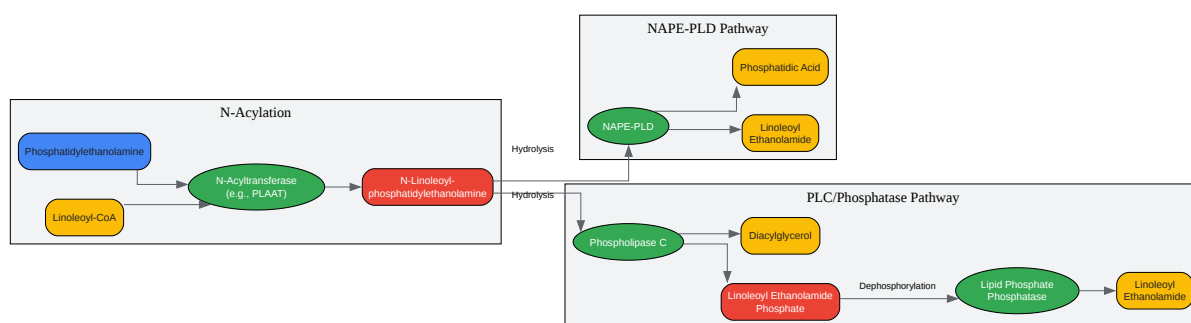 N-Acylation
Phosphatidylethanolamine
Linoleoyl-CoA
N-Acyltransferase
(e.g., PLAAT)
N-Linoleoyl-
phosphatidylethanolamine
Hydrolysis
Hydrolysis
NAPE-PLD Pathway
NAPE-PLD
Phosphatidic Acid
Linoleoyl
Ethanolamide
PLC/Phosphatase Pathway
Phospholipase C
Diacylglycerol
Linoleoyl Ethanolamide
Phosphate
Dephosphorylation
Lipid Phosphate
Phosphatase
Linoleoyl
Ethanolamide